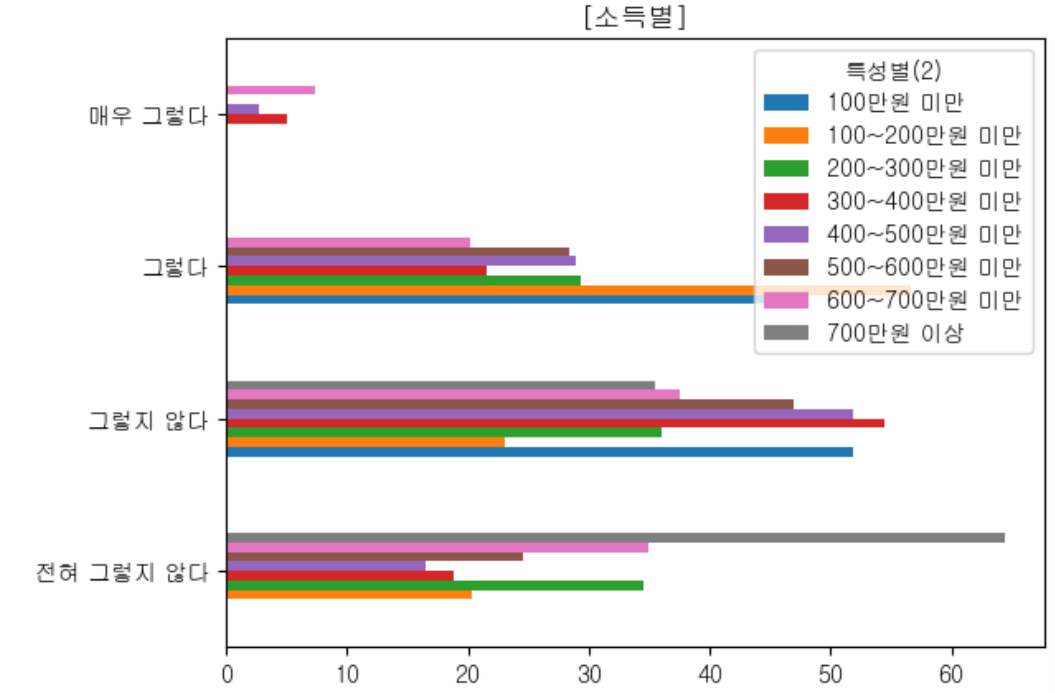 [소득별]
특성별(2)
100만원 미만
100~200만원 미만
200~300만원 미만
300~400만원 미만
400~500만원 미만
500~600만원 미만
600~700만원 미만
700만원 이상
매우 그렇다
그렇다
그렇지 않다
전혀 그렇지 않다
0 10 20 30 40 50 60